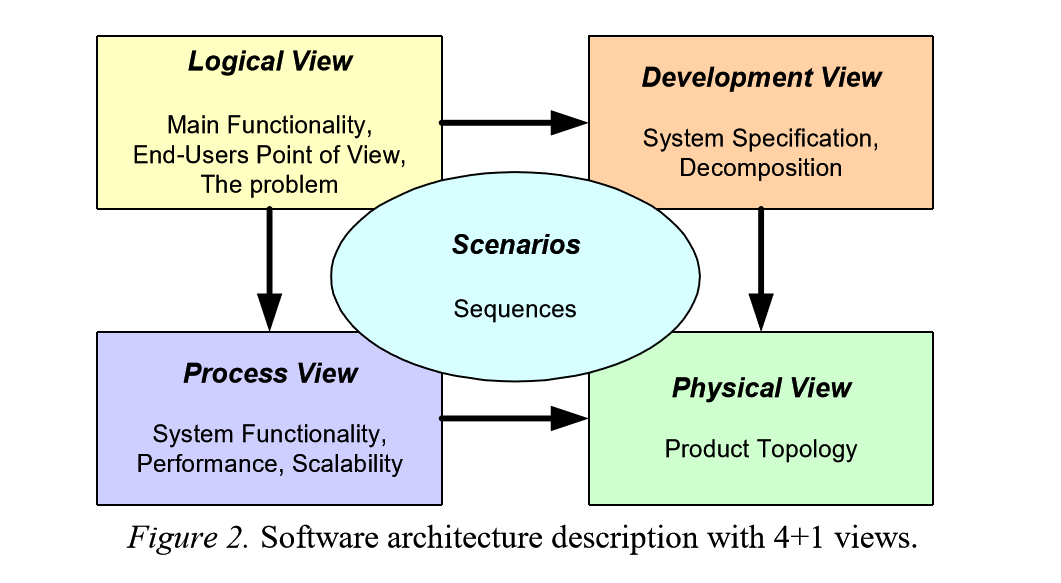 Logical View
Main Functionality,
End-Users Point of View,
The problem
Development View
System Specification,
Decomposition
Scenarios
Sequences
Process View
System Functionality,
Performance, Scalability
Physical View
Product Topology
Figure 2. Software architecture description with 4+1 views.